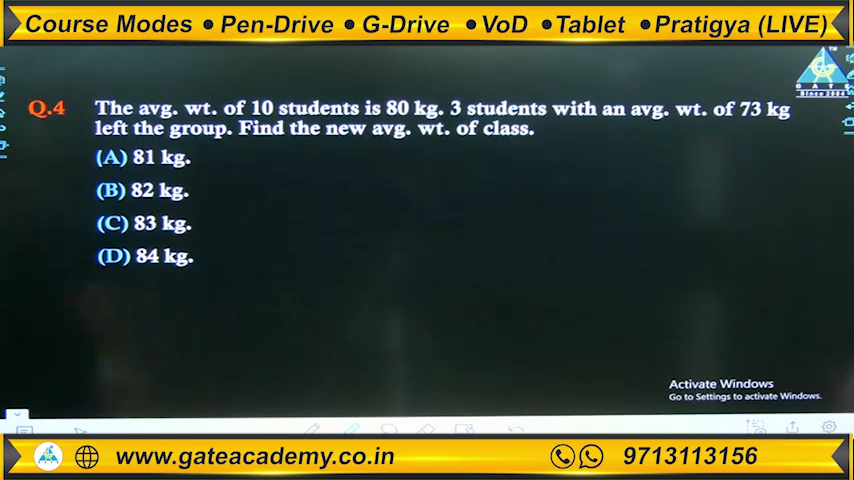 Course Modes • Pen-Drive • G-Drive • VoD • Tablet • Pratigya (LIVE)
GATE
Since 2004
Q.4 The avg. wt. of 10 students is 80 kg. 3 students with an avg. wt. of 73 kg
left the group. Find the new avg. wt. of class.
(A) 81 kg.
(B) 82 kg.
(C) 83 kg.
(D) 84 kg.
Activate Windows
Go to Settings to activate Windows.
www.gateacademy.co.in
9713113156